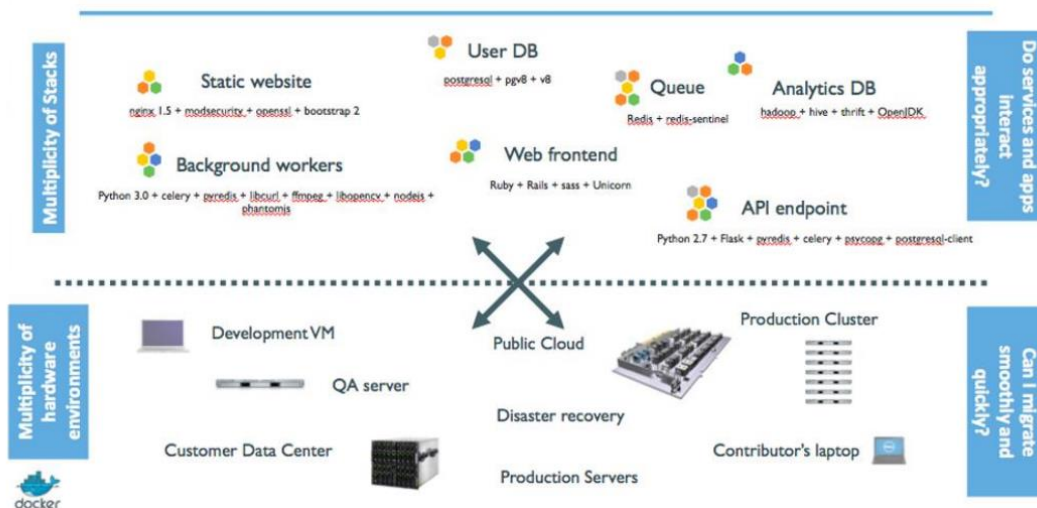 Multiplicity of Stacks
Static website
nginx 1.5 + modsecurity + openssl + bootstrap 2
User DB
postgresql + pgv8 + v8
Queue
Redis + redis-sentinel
Analytics DB
hadoop + hive + thrift + OpenJDK
Background workers
Python 3.0 + celery + pyredis + libcurl + ffmpeg + libopencv + nodejs +
phantomjs
Web frontend
Ruby + Rails + sass + Unicorn
API endpoint
Python 2.7 + Flask + pyredis + celery + psycopg + postgresql-client
Do services and apps
interact
appropriately?
Multiplicity of
hardware
environments
Development VM
QA server
Customer Data Center
Public Cloud
Disaster recovery
Production Servers
Production Cluster
Contributor's laptop
Can I migrate
smoothly and
quickly?
docker